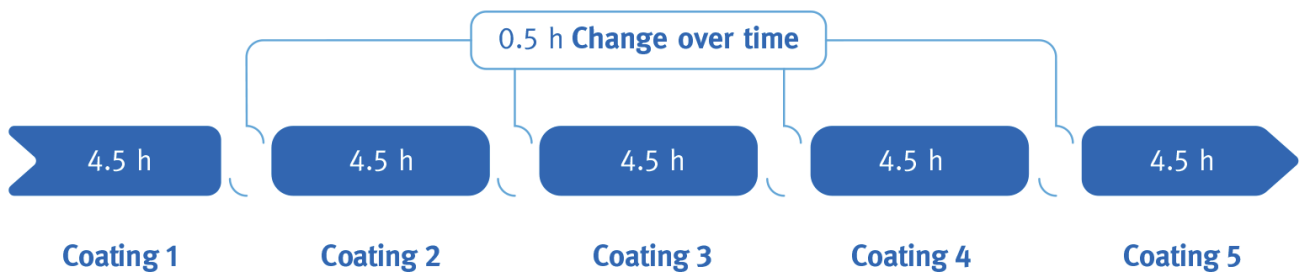 0.5 h Change over time
4.5 h 4.5 h 4.5 h 4.5 h 4.5 h
Coating 1 Coating 2 Coating 3 Coating 4 Coating 5